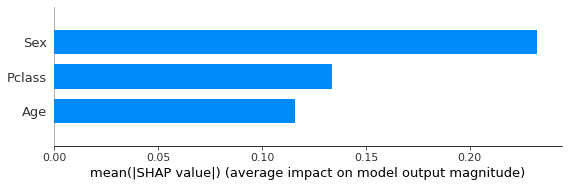 Sex
Pclass
Age
0.00 0.05 0.10 0.15 0.20
mean(|SHAP value|) (average impact on model output magnitude)